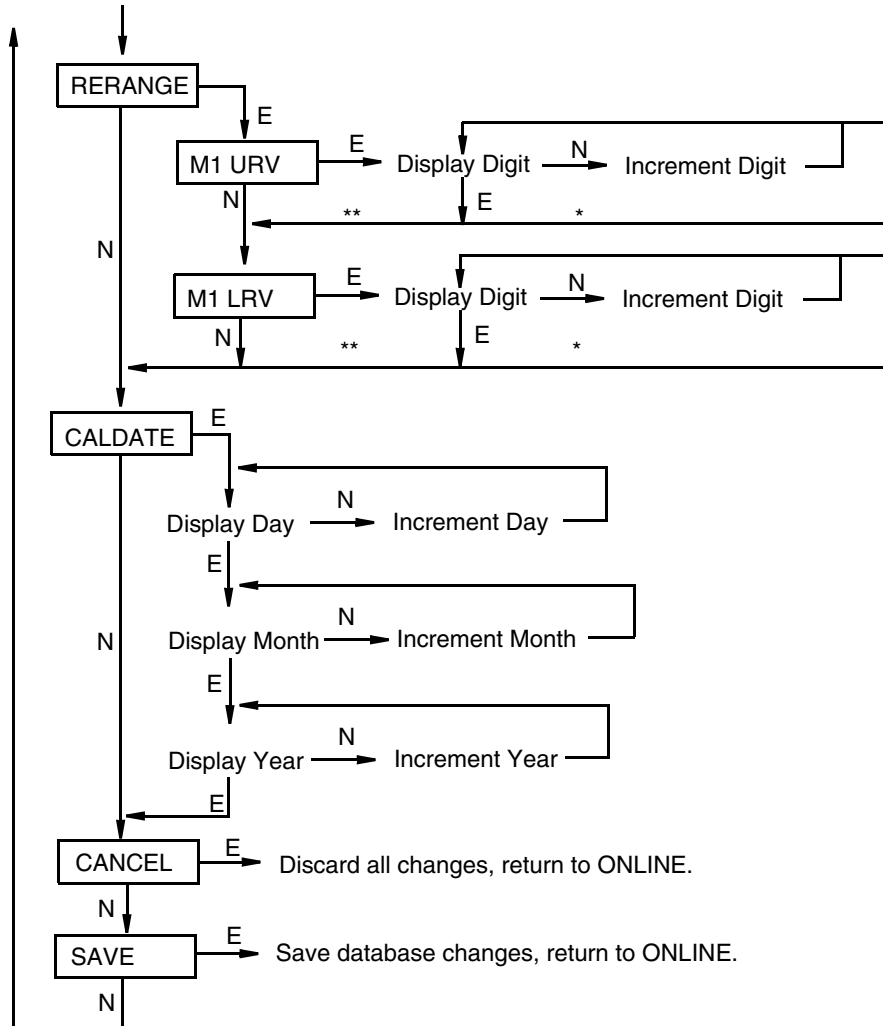 RERANGE
E
M1 URV
E
Display Digit
N
Increment Digit
N
E
**
*
N
M1 LRV
E
Display Digit
N
Increment Digit
N
E
**
*
CALDATE
E
Display Day
N
Increment Day
E
N
Display Month
N
Increment Month
E
Display Year
N
Increment Year
E
CANCEL
E
Discard all changes, return to ONLINE.
N
SAVE
E
Save database changes, return to ONLINE.
N